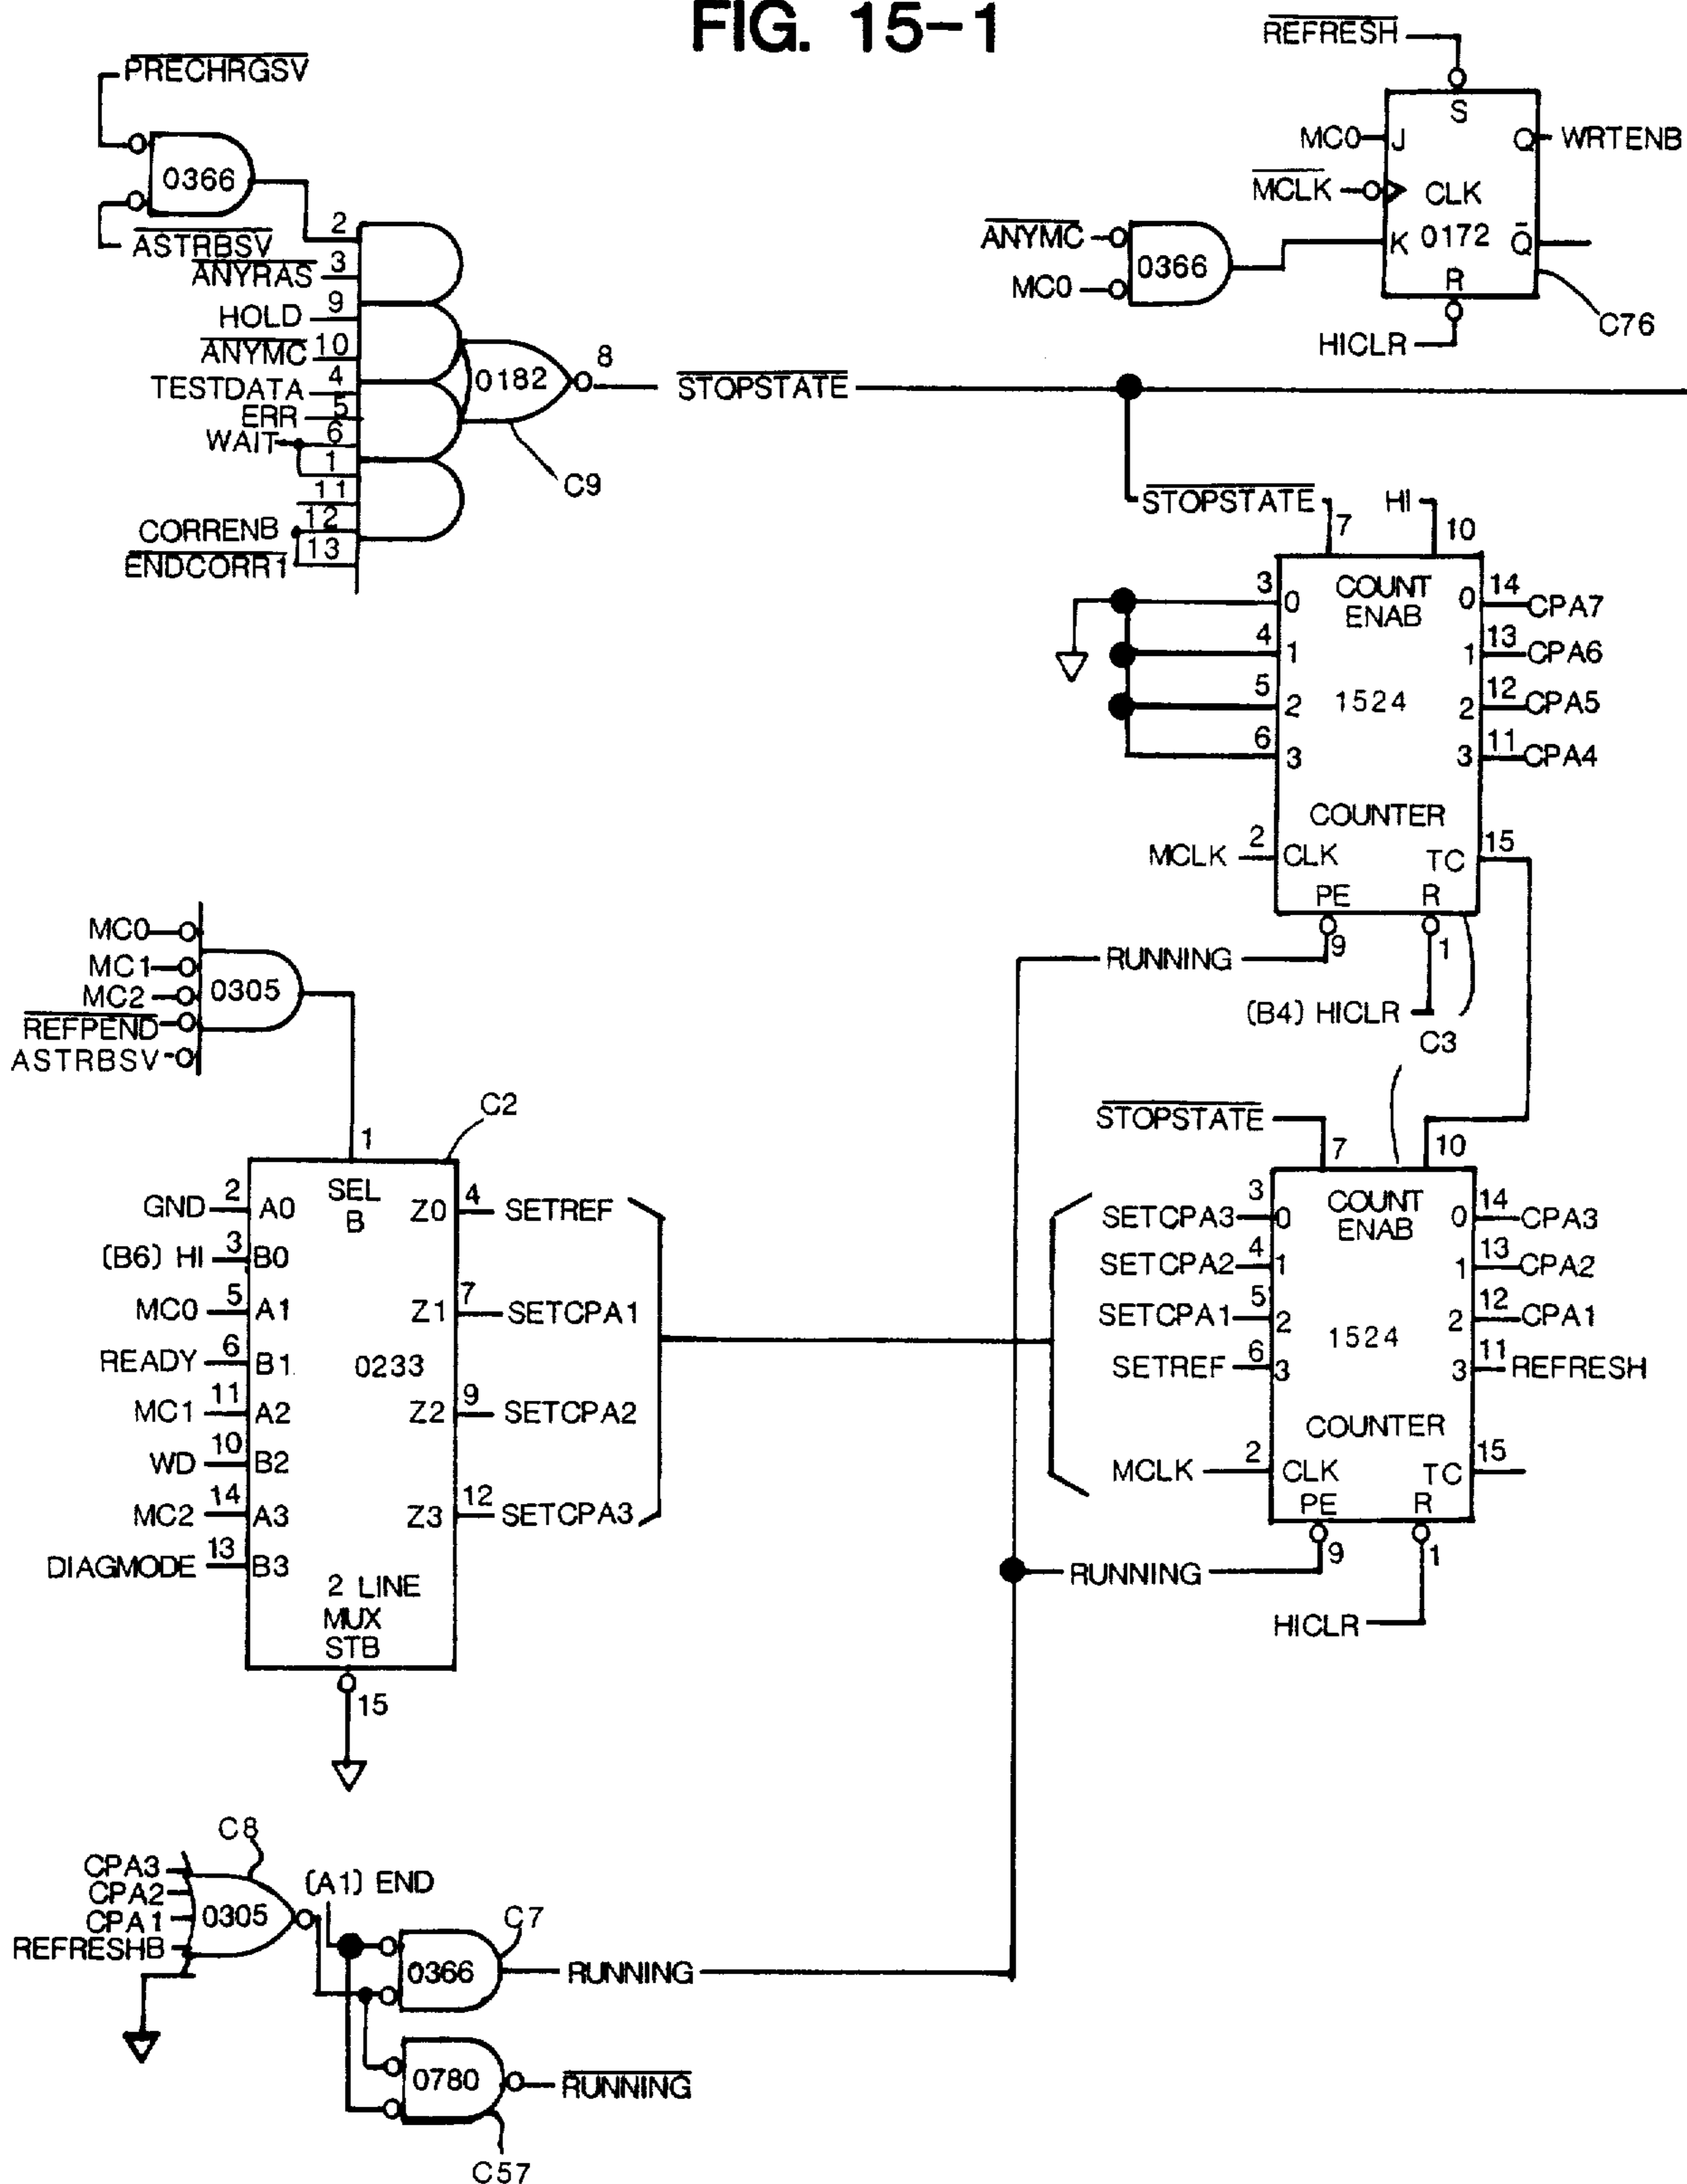 FIG. 15-1
PRECHRGSV
0366
ASTRBSV
2
ANYRAS 3
HOLD 9
ANYMC 10
TESTDATA 4
ERR 5
WAIT 6
1
11
CORRENB 12
ENDCORR1 13
0182
8
STOPSTATE
C9
REFRESH
S
MC0 J
Q WRTENB
MCLK CLK
ANYMC
MC0
0366
K 0172 Q
R
HICLR
C76
STOPSTATE
7
HI
10
COUNT
ENAB
3 0
4 1
5 2
6 3
1524
0 14 CPA7
1 13 CPA6
2 12 CPA5
3 11 CPA4
COUNTER
MCLK 2 CLK
TC 15
PE
R
RUNNING 9
1
(B4) HICLR
C3
MC0
MC1
MC2
REFPEND
ASTRBSV
0305
C2
1
SEL
B
GND 2 A0
(B6) HI 3 B0
MC0 5 A1
READY 6 B1
MC1 11 A2
WD 10 B2
MC2 14 A3
DIAGMODE 13 B3
0233
Z0 4 SETREF
Z1 7 SETCPA1
Z2 9 SETCPA2
Z3 12 SETCPA3
2 LINE
MUX
STB
15
STOPSTATE
7
10
COUNT
ENAB
SETCPA3 3 0
SETCPA2 4 1
SETCPA1 5 2
SETREF 6 3
1524
0 14 CPA3
1 13 CPA2
2 12 CPA1
3 11 REFRESH
COUNTER
MCLK 2 CLK
TC 15
PE
R
RUNNING 9
1
HICLR
C8
CPA3
CPA2
CPA1
REFRESHB
0305
(A1) END
C7
0366
RUNNING
0780
RUNNING
C57